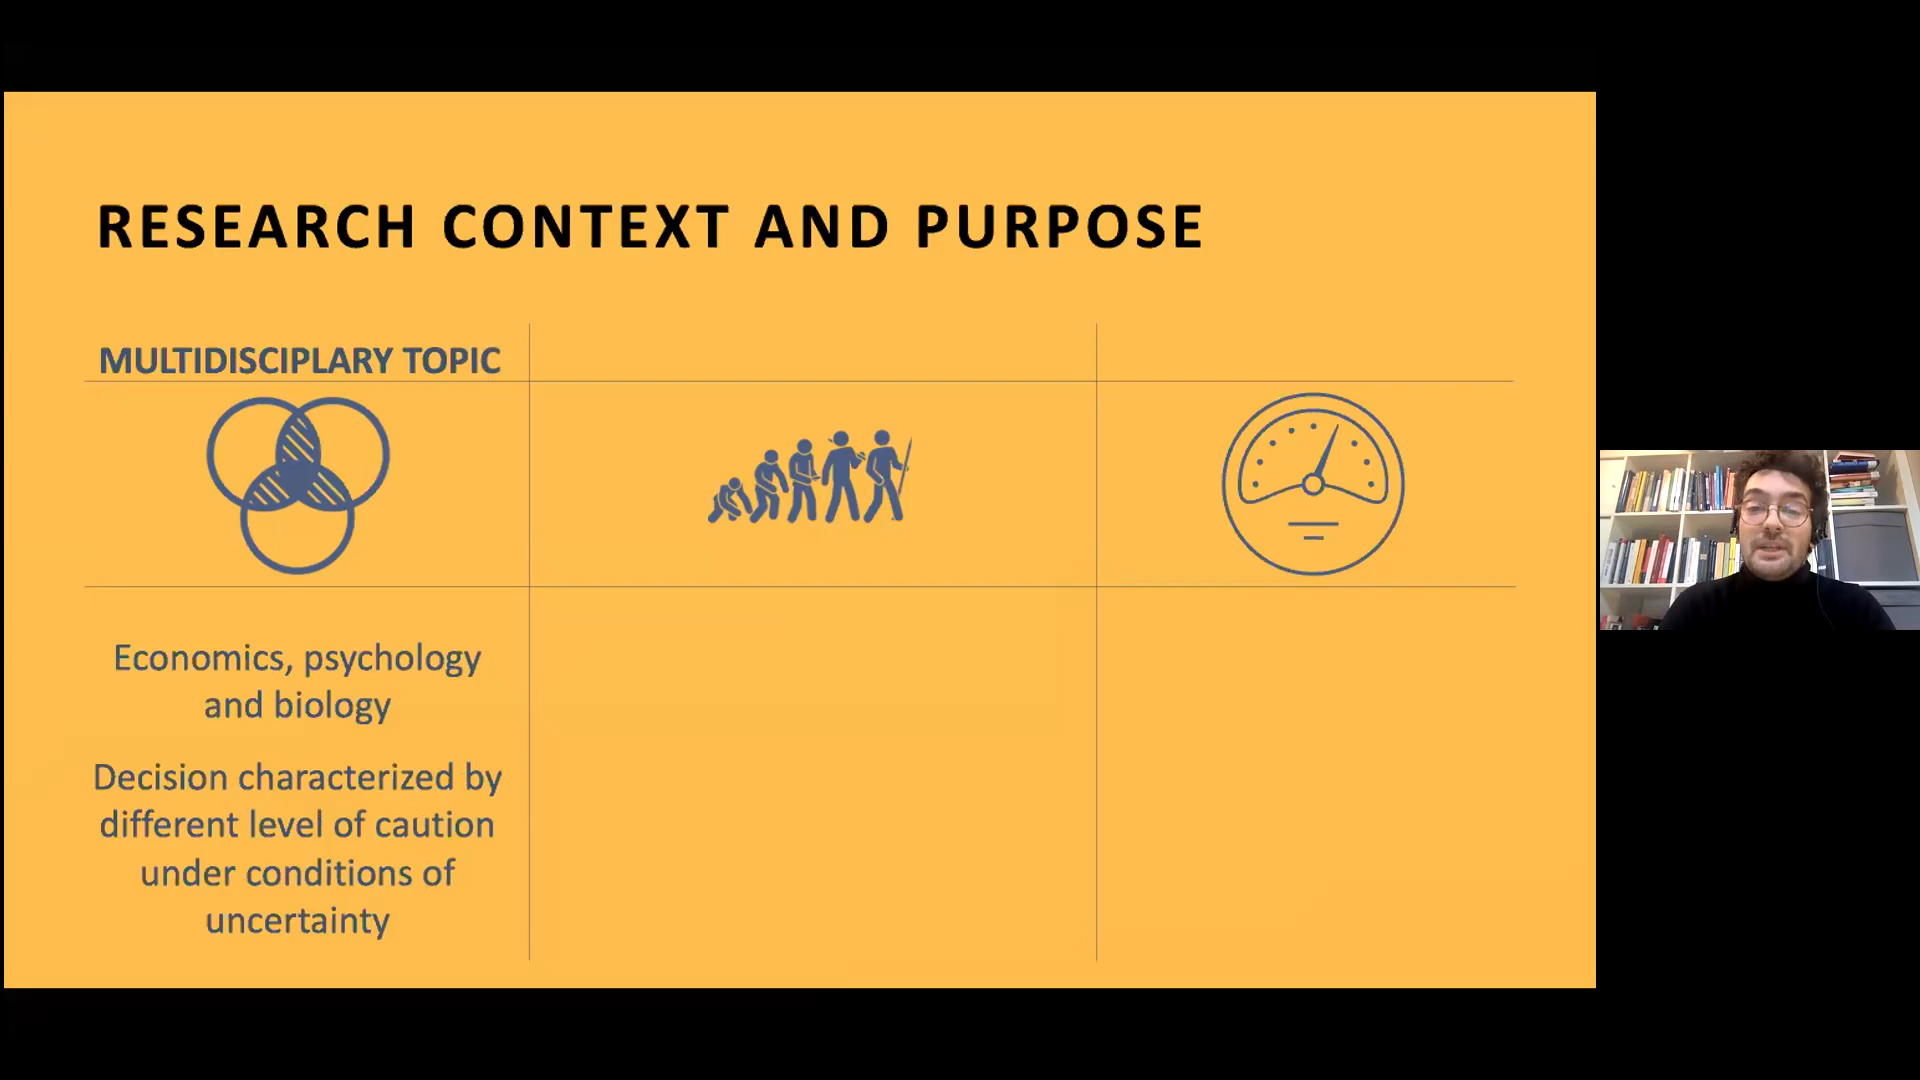 RESEARCH CONTEXT AND PURPOSE
MULTIDISCIPLARY TOPIC
Economics, psychology
and biology
Decision characterized by
different level of caution
under conditions of
uncertainty